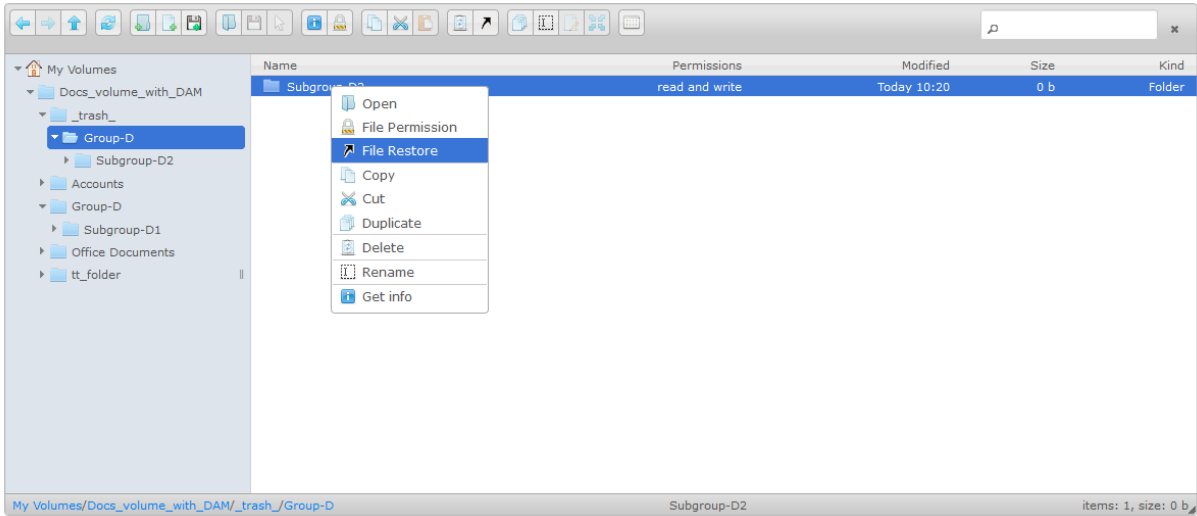 My Volumes
Docs_volume_with_DAM
_trash_
Group-D
Subgroup-D2
Accounts
Group-D
Subgroup-D1
Office Documents
tt_folder
Name Permissions Modified Size Kind
Subgroup-D2 read and write Today 10:20 0 b Folder
Open
File Permission
File Restore
Copy
Cut
Duplicate
Delete
Rename
Get info
My Volumes/Docs_volume_with_DAM/_trash_/Group-D Subgroup-D2 items: 1, size: 0 b